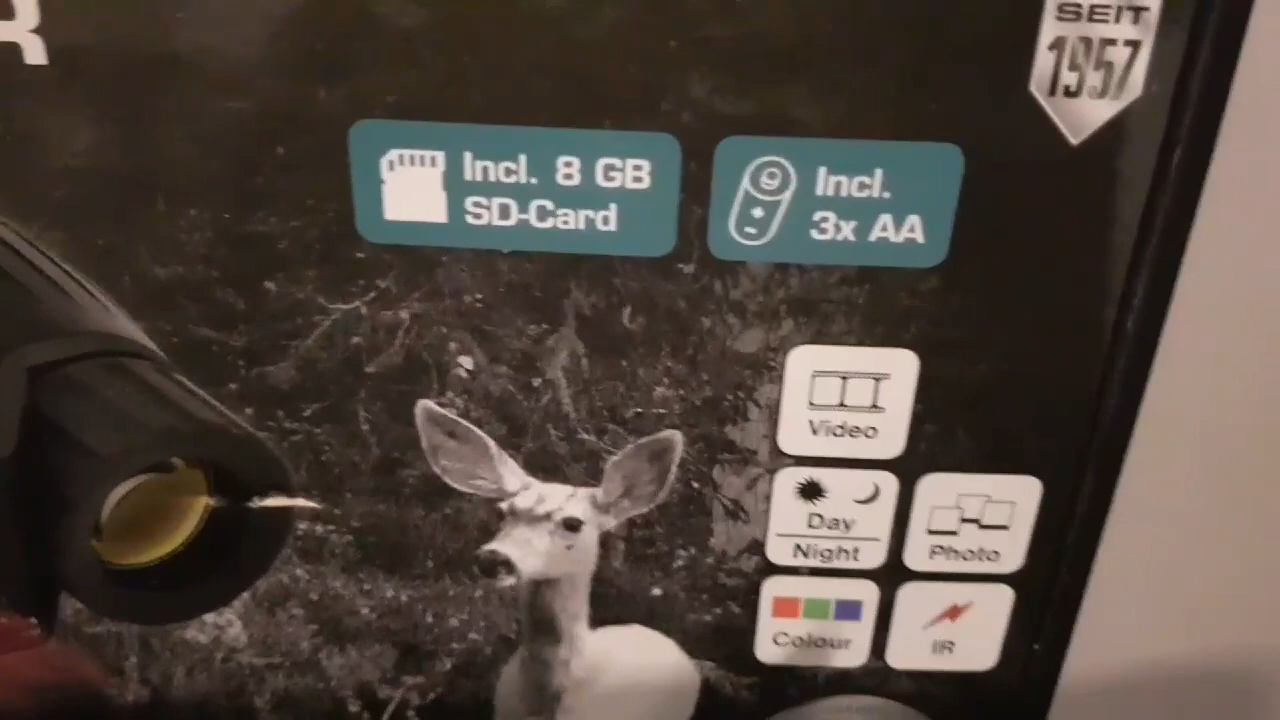 SEIT
1957
Incl. 8 GB
SD-Card
Incl.
3x AA
Video
Day
Night
Photo
Colour
IR